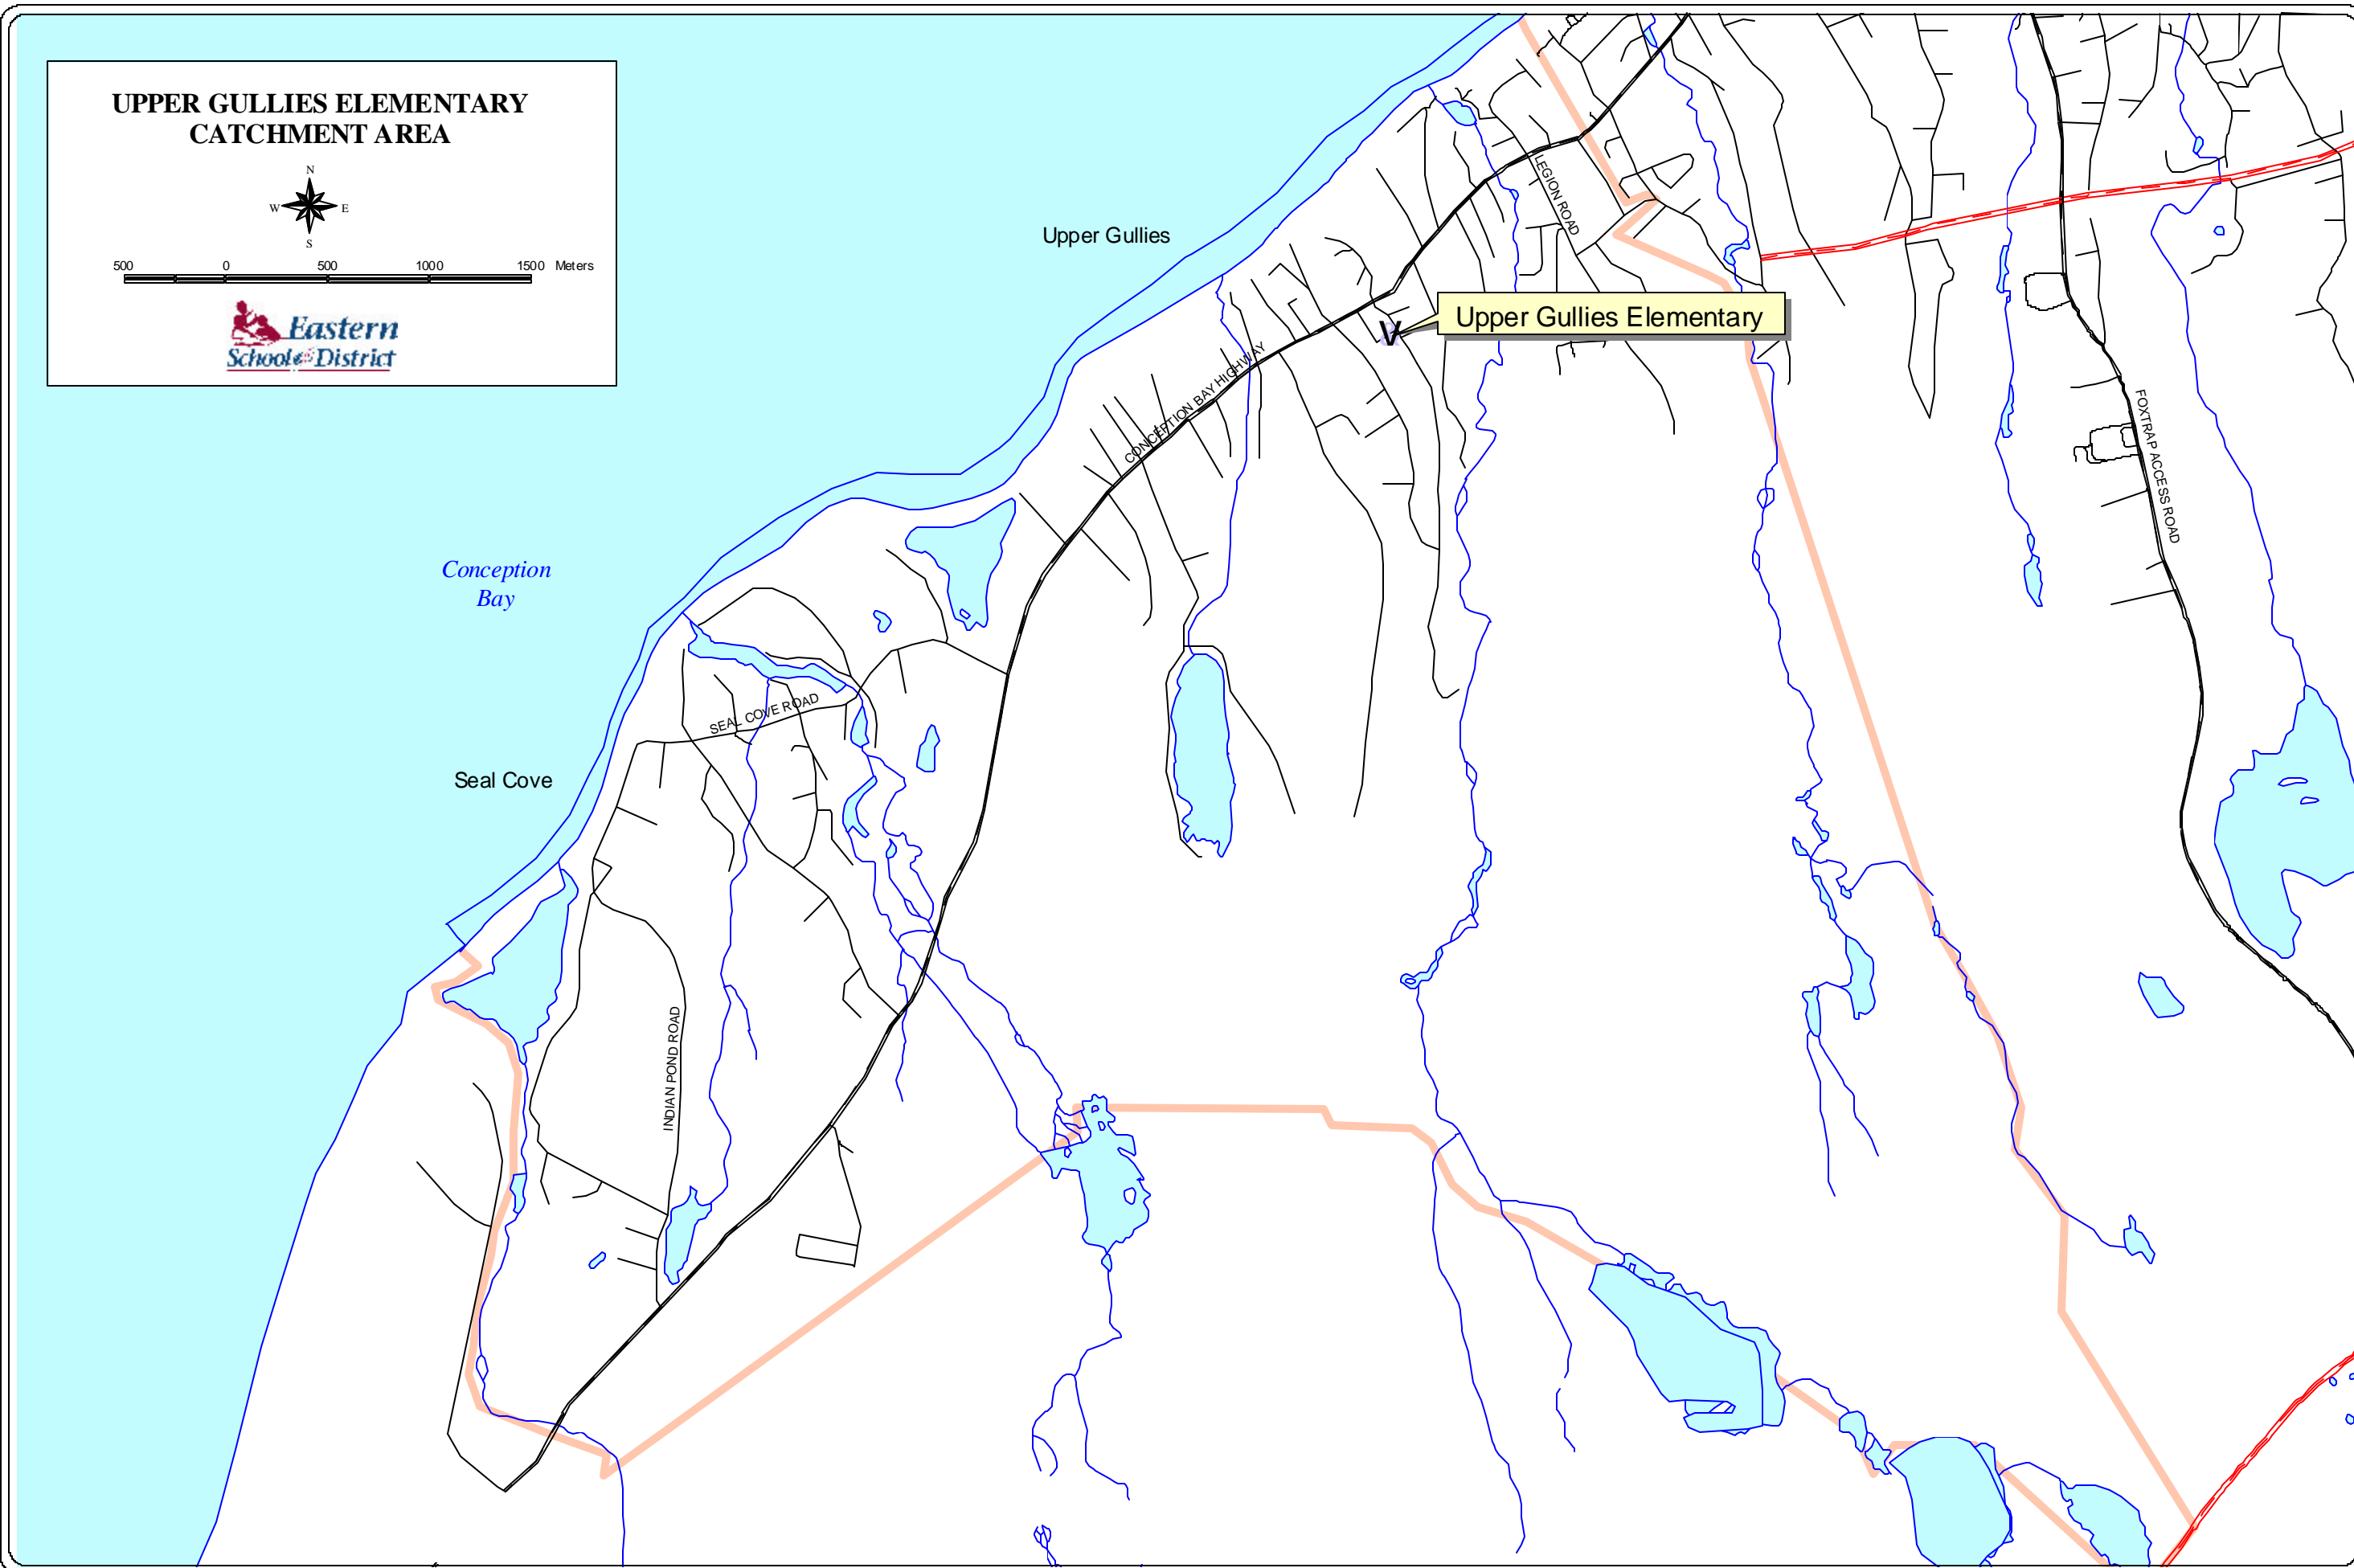 UPPER GULLIES ELEMENTARY
CATCHMENT AREA
N
W E
S
500 0 500 1000 1500 Meters
Eastern
School District
Upper Gullies
LEGION ROAD
Upper Gullies Elementary
V
CONCEPTION BAY HIGHWAY
FOXTRAP ACCESS ROAD
Conception
Bay
SEAL COVE ROAD
Seal Cove
INDIAN POND ROAD